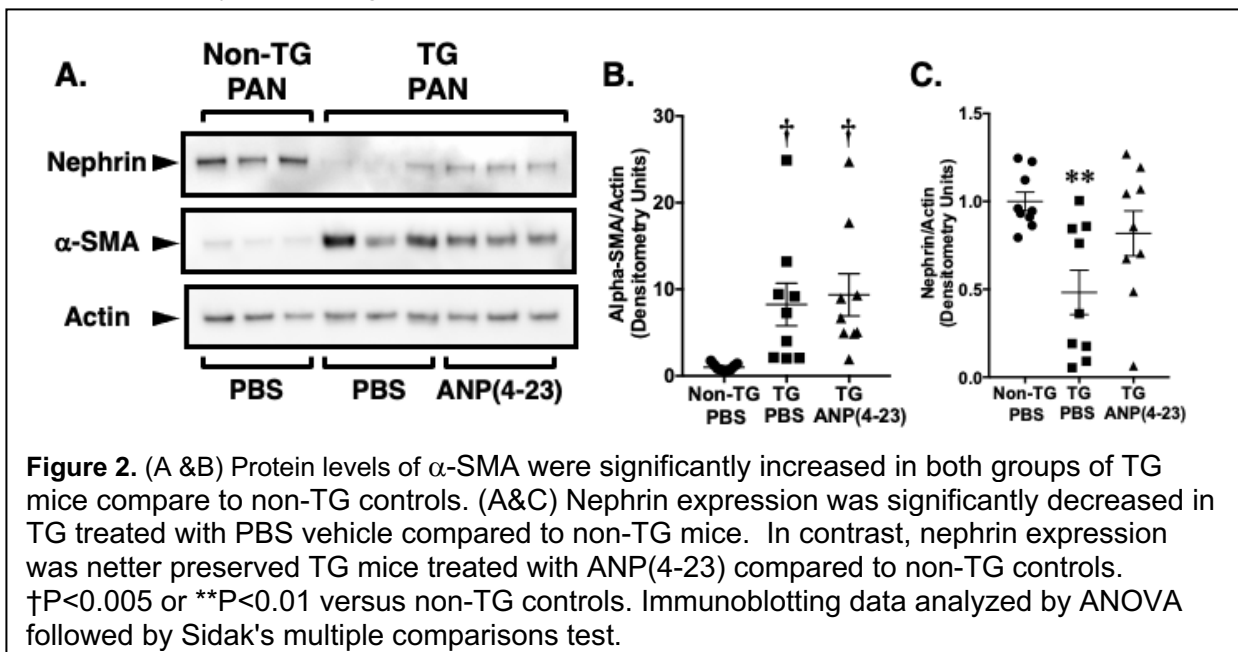 A.
Non-TG
PAN
TG
PAN
Nephrin
α-SMA
Actin
PBS
PBS
ANP(4-23)
B.
Alpha-SMA/Actin
(Densitometry Units)
30
20
10
0
†
†
Non-TG
PBS
TG
PBS
TG
ANP(4-23)
C.
Nephrin/Actin
(Densitometry Units)
1.5
1.0
0.5
0.0
**
Non-TG
PBS
TG
PBS
TG
ANP(4-23)
Figure 2. (A &B) Protein levels of α-SMA were significantly increased in both groups of TG
mice compare to non-TG controls. (A&C) Nephrin expression was significantly decreased in
TG treated with PBS vehicle compared to non-TG mice. In contrast, nephrin expression
was netter preserved TG mice treated with ANP(4-23) compared to non-TG controls.
†P<0.005 or **P<0.01 versus non-TG controls. Immunoblotting data analyzed by ANOVA
followed by Sidak's multiple comparisons test.